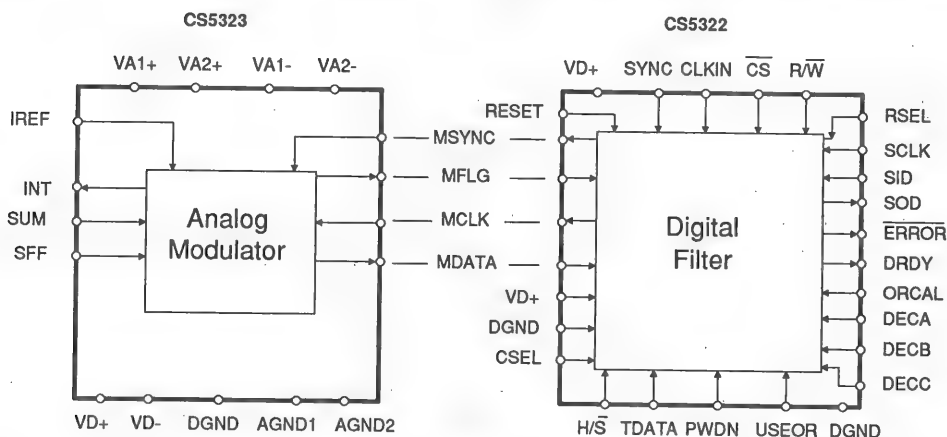 CS5323
CS5322
VA1+ VA2+ VA1- VA2-
VD+ SYNC CLKIN C̅S̅ R/W̅
IREF
RESET
RSEL
MSYNC
SCLK
INT
MFLG
SID
SUM
Analog
Modulator
MCLK
Digital
Filter
SOD
E̅R̅R̅O̅R̅
SFF
MDATA
DRDY
VD+
ORCAL
DGND
DECA
CSEL
DECB
DECC
VD+ VD- DGND AGND1 AGND2
H/S̅ TDATA PWDN USEOR DGND